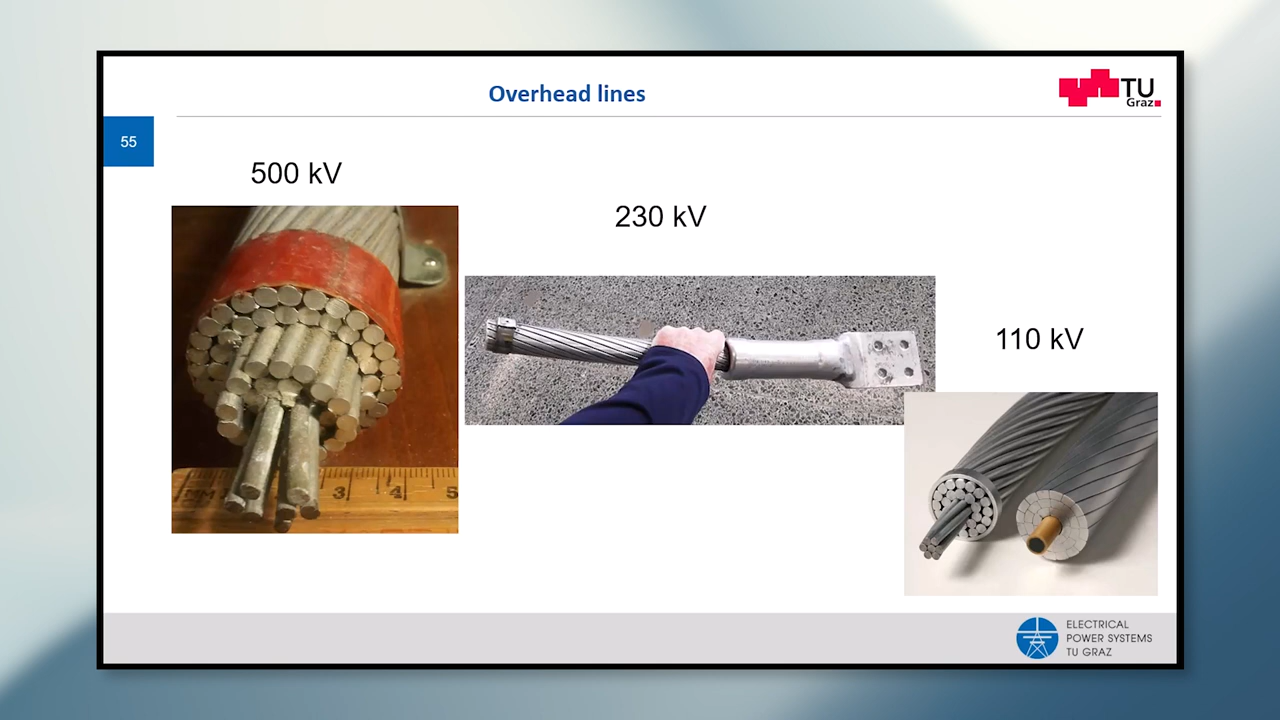 Overhead lines
TU
Graz
55
500 kV
230 kV
110 kV
MM
3
4
5
ELECTRICAL
POWER SYSTEMS
TU GRAZ